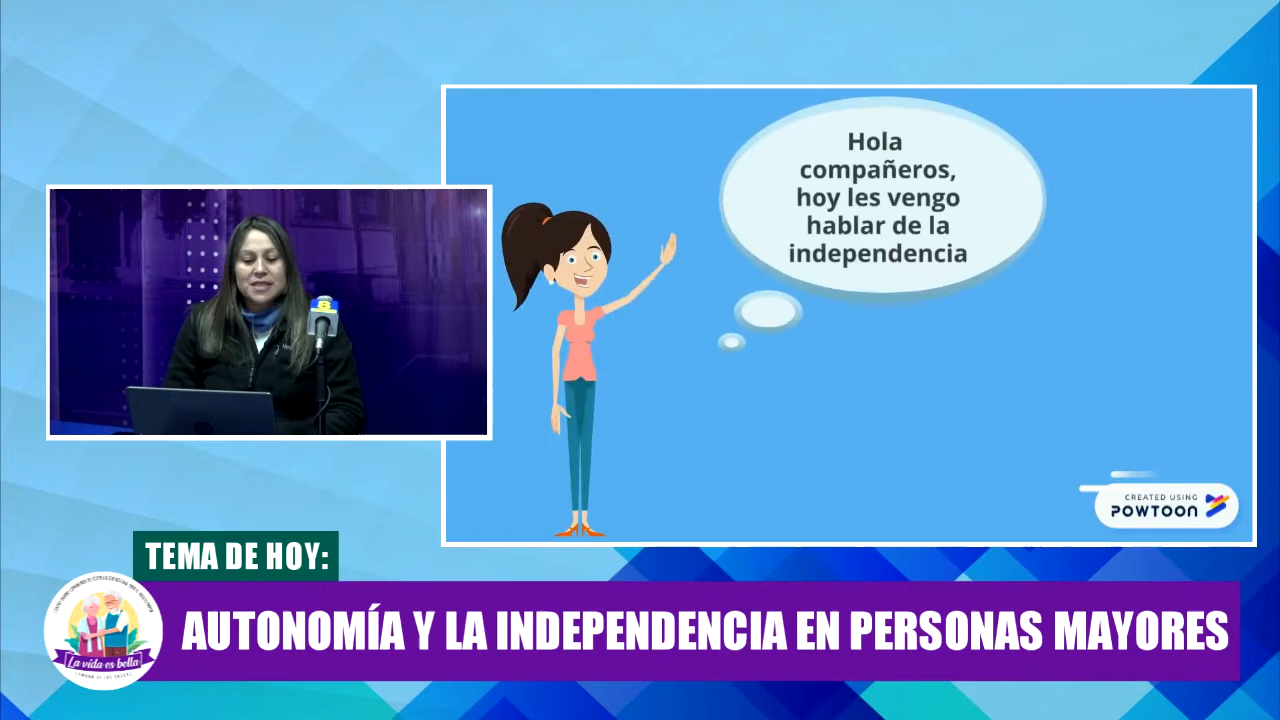 Hola
compañeros,
hoy les vengo
hablar de la
independencia
8
CREATED USING
POWTOON
TEMA DE HOY:
AUTONOMÍA Y LA INDEPENDENCIA EN PERSONAS MAYORES
La vida es bella